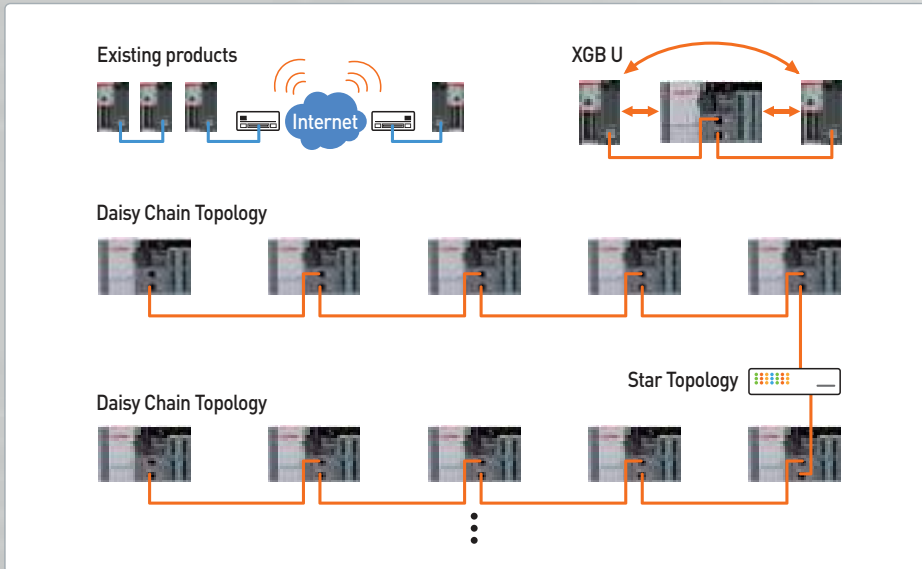 Existing products
XGB U
Internet
Daisy Chain Topology
Star Topology
Daisy Chain Topology